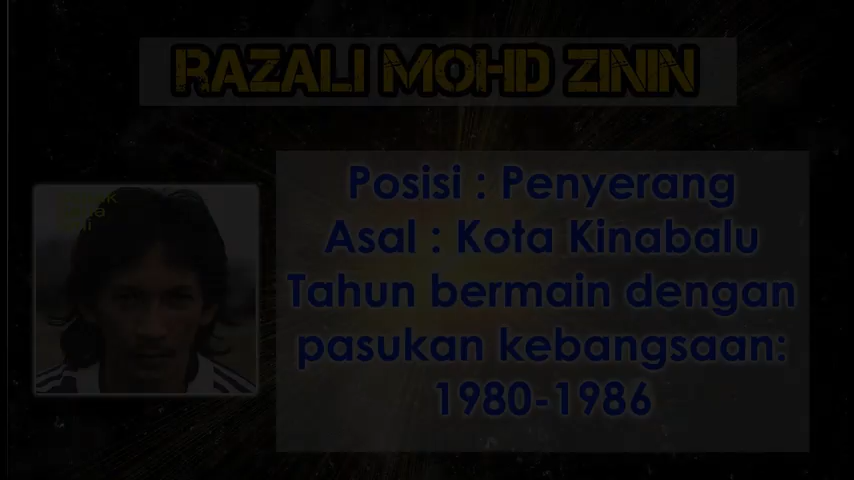 RAZALI MOHD ZININ
Posisi : Penyerang
Asal : Kota Kinabalu
Tahun bermain dengan
pasukan kebangsaan:
1980-1986